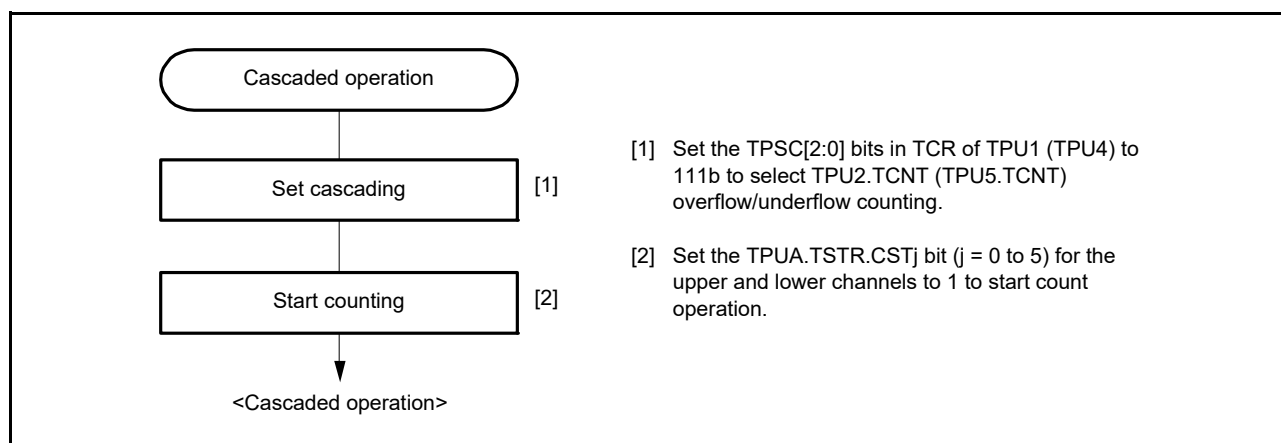 Cascaded operation
Set cascading
[1]
Start counting
[2]
<Cascaded operation>
[1] Set the TPSC[2:0] bits in TCR of TPU1 (TPU4) to
111b to select TPU2.TCNT (TPU5.TCNT)
overflow/underflow counting.
[2] Set the TPUA.TSTR.CSTj bit (j = 0 to 5) for the
upper and lower channels to 1 to start count
operation.